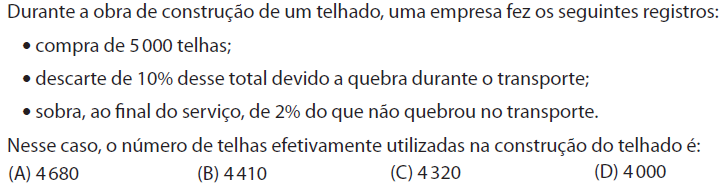 Durante a obra de construção de um telhado, uma empresa fez os seguintes registros:
• compra de 5 000 telhas;
• descarte de 10% desse total devido a quebra durante o transporte;
• sobra, ao final do serviço, de 2% do que não quebrou no transporte.
Nesse caso, o número de telhas efetivamente utilizadas na construção do telhado é:
(A) 4 680 (B) 4 410 (C) 4 320 (D) 4 000